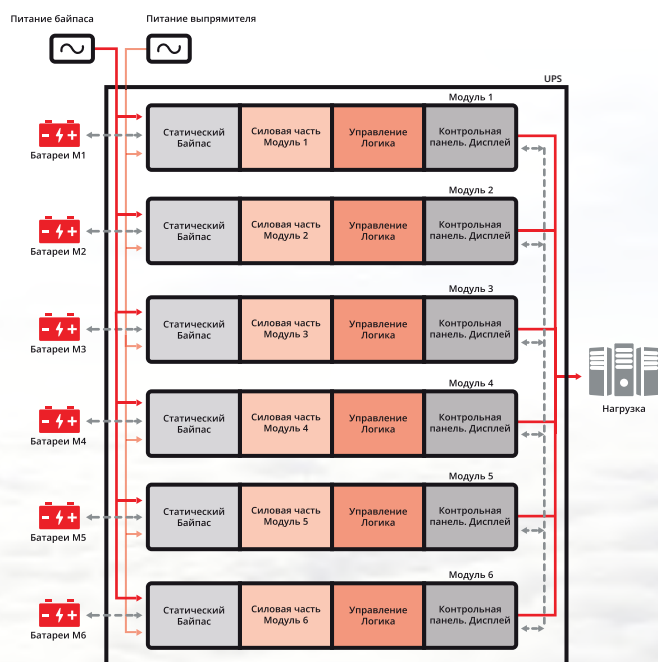 Питание байпаса
Питание выпрямителя
UPS
Модуль 1
Батареи М1
Статический
Байпас
Силовая часть
Модуль 1
Управление
Логика
Контрольная
панель. Дисплей
Модуль 2
Батареи М2
Статический
Байпас
Силовая часть
Модуль 2
Управление
Логика
Контрольная
панель. Дисплей
Модуль 3
Батареи М3
Статический
Байпас
Силовая часть
Модуль 3
Управление
Логика
Контрольная
панель. Дисплей
Нагрузка
Модуль 4
Батареи М4
Статический
Байпас
Силовая часть
Модуль 4
Управление
Логика
Контрольная
панель. Дисплей
Модуль 5
Батареи М5
Статический
Байпас
Силовая часть
Модуль 5
Управление
Логика
Контрольная
панель. Дисплей
Модуль 6
Батареи М6
Статический
Байпас
Силовая часть
Модуль 6
Управление
Логика
Контрольная
панель. Дисплей